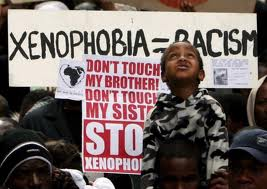 XENOPHOBIA = RACISM
DON'T TOUCH
MY BROTHER!
DON'T TOUCH
MY SISTER
STOP
XENOPHO